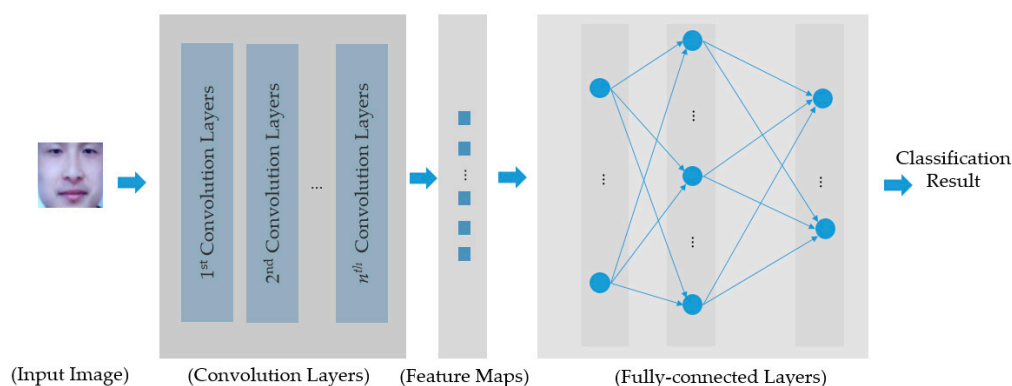 1st Convolution Layers
2nd Convolution Layers
...
nth Convolution Layers
...
...
...
...
...
Classification
Result
(Input Image)
(Convolution Layers)
(Feature Maps)
(Fully-connected Layers)